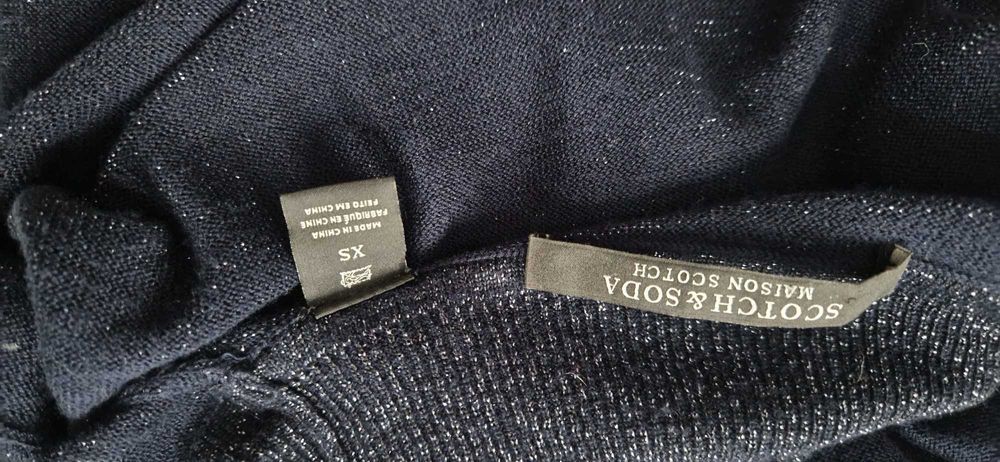 SCOTCH & SODA
MAISON SCOTCH
XS
MADE IN CHINA
FABRIQUÉ EN CHINE
FEITO EM CHINA